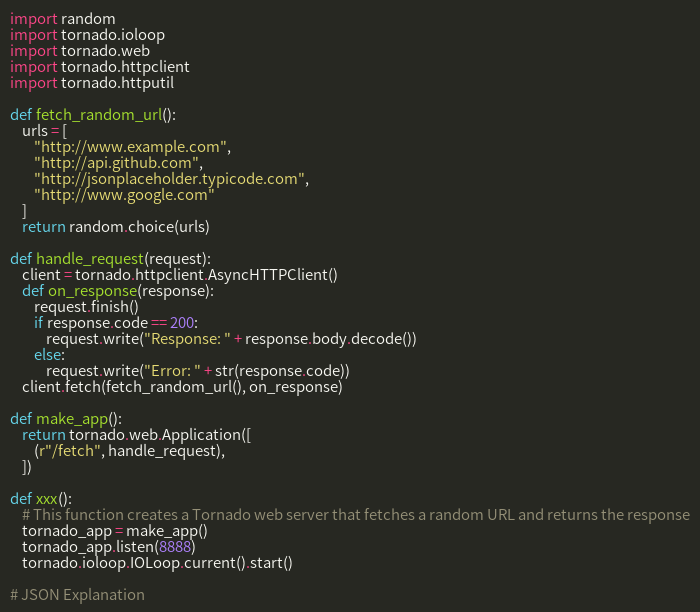 import random
import tornado.ioloop
import tornado.web
import tornado.httpclient
import tornado.httputil

def fetch_random_url():
    urls = [
        "http://www.example.com",
        "http://api.github.com",
        "http://jsonplaceholder.typicode.com",
        "http://www.google.com"
    ]
    return random.choice(urls)

def handle_request(request):
    client = tornado.httpclient.AsyncHTTPClient()
    def on_response(response):
        request.finish()
        if response.code == 200:
            request.write("Response: " + response.body.decode())
        else:
            request.write("Error: " + str(response.code))
    client.fetch(fetch_random_url(), on_response)

def make_app():
    return tornado.web.Application([
        (r"/fetch", handle_request),
    ])

def xxx():
    # This function creates a Tornado web server that fetches a random URL and returns the response
    tornado_app = make_app()
    tornado_app.listen(8888)
    tornado.ioloop.IOLoop.current().start()

# JSON Explanation